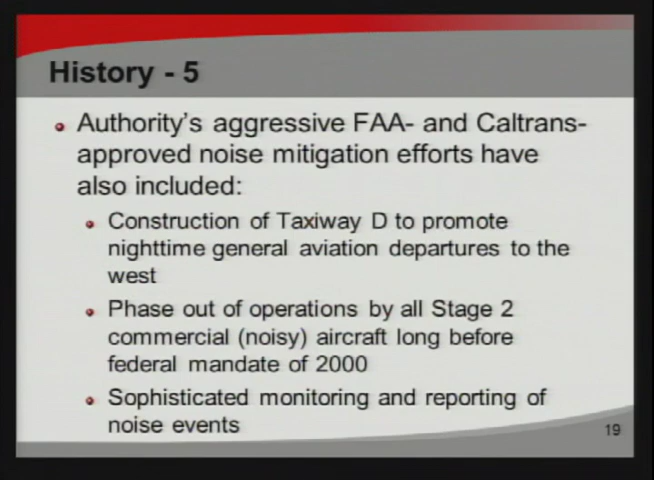 History - 5
Authority's aggressive FAA- and Caltrans-
approved noise mitigation efforts have
also included:
Construction of Taxiway D to promote
nighttime general aviation departures to the
west
Phase out of operations by all Stage 2
commercial (noisy) aircraft long before
federal mandate of 2000
Sophisticated monitoring and reporting of
noise events
19